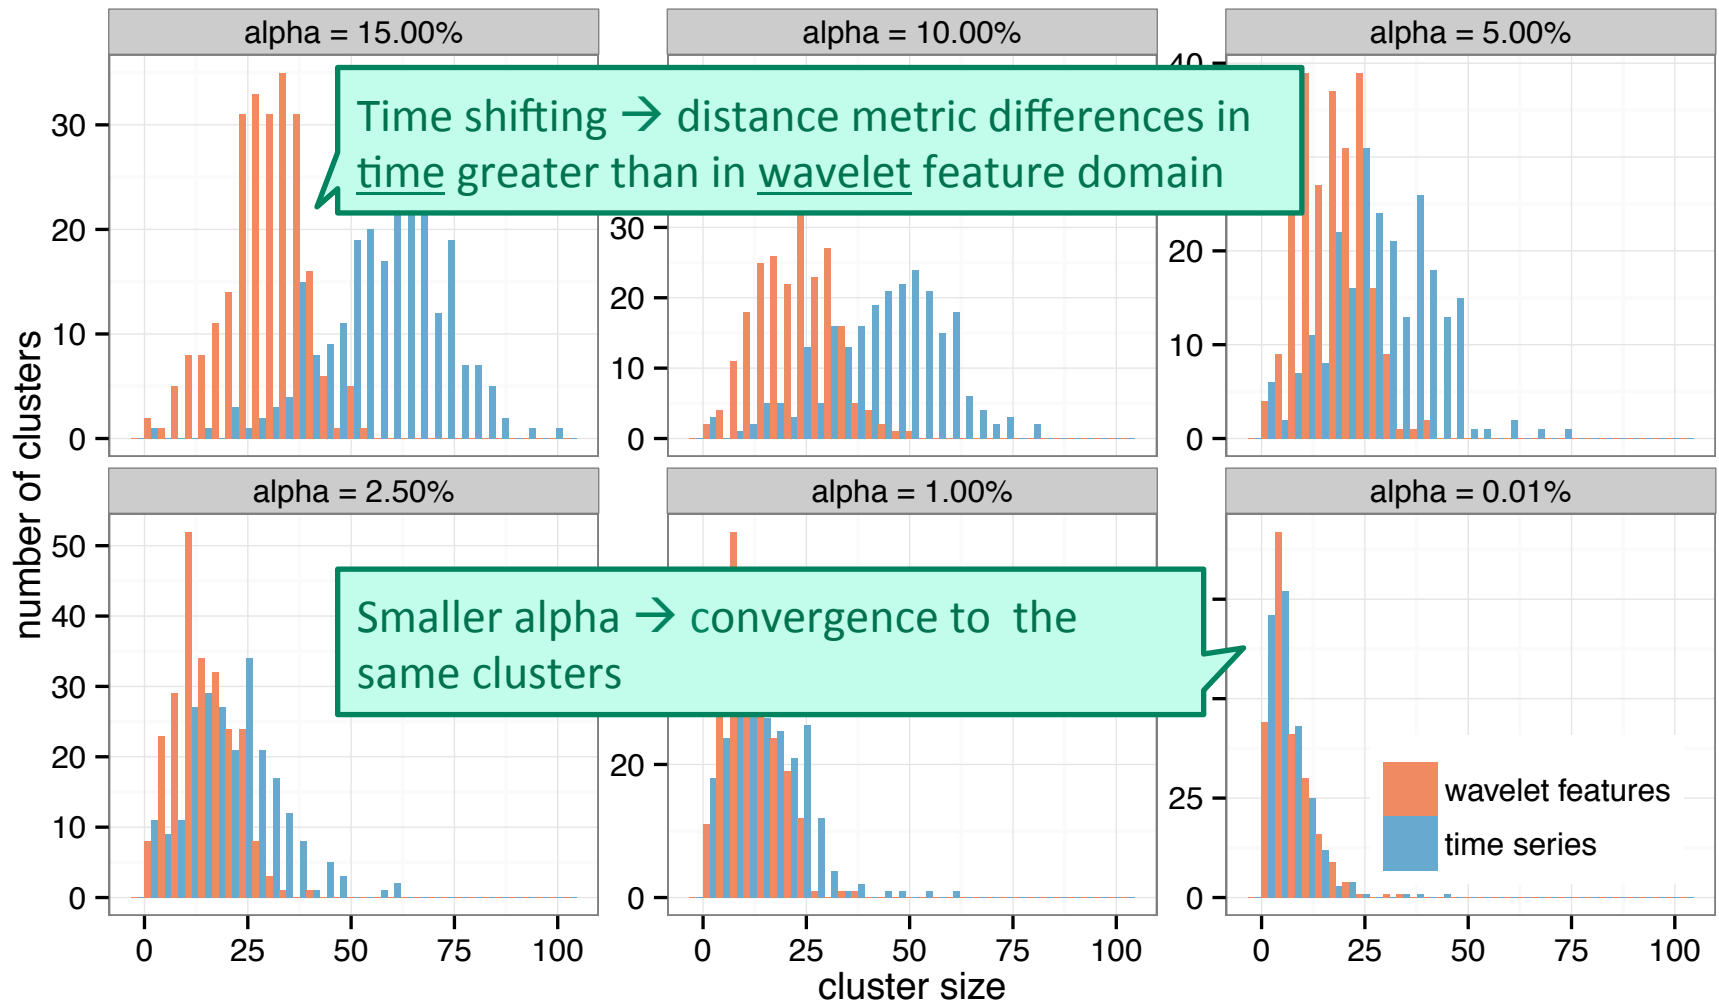 alpha = 15.00%
alpha = 10.00%
alpha = 5.00%
Time shifting → distance metric differences in
time greater than in wavelet feature domain
30
20
10
0
30
20
10
0
40
20
10
0
number of clusters
alpha = 2.50%
alpha = 1.00%
alpha = 0.01%
Smaller alpha → convergence to the
same clusters
50
40
30
20
10
0
20
0
25
0
wavelet features
time series
0 25 50 75 100
0 25 50 75 100
0 25 50 75 100
cluster size